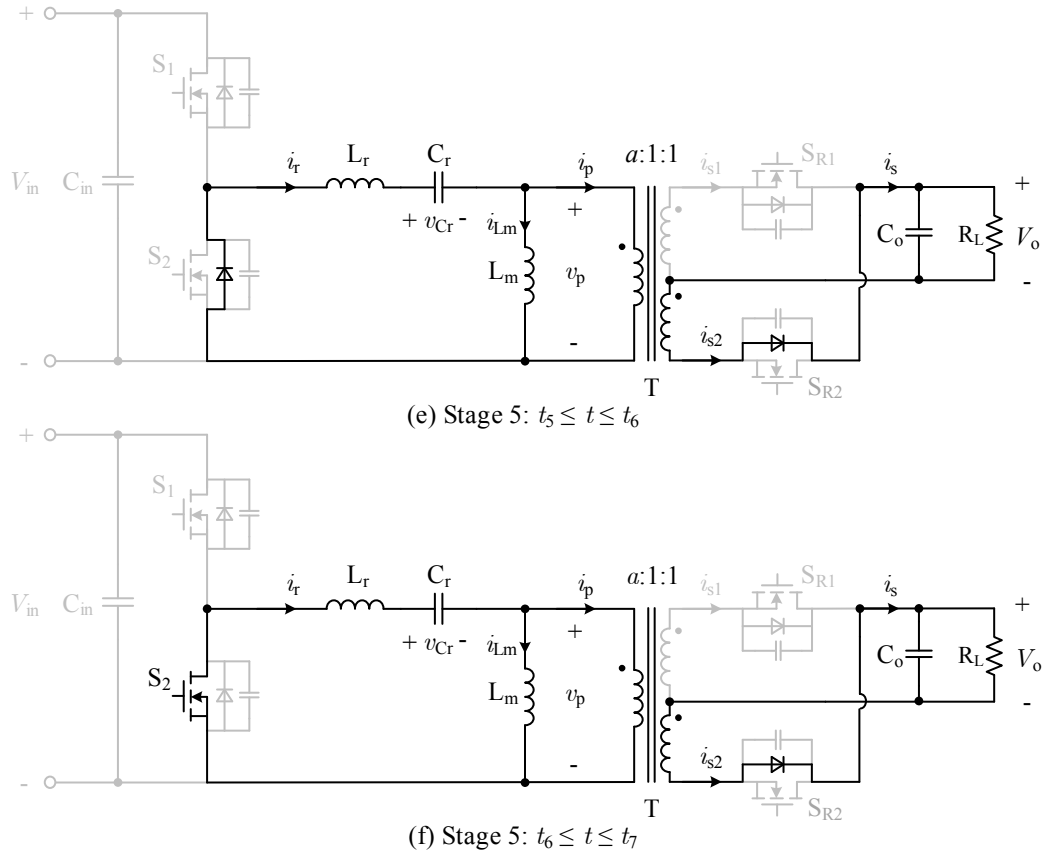 +
S1
ir Lr Cr ip a:1:1 is1 SR1 is
Vin Cin + vCr - iLm + + 
S2 Lm vp Co RL Vo
- - is2 -
T SR2
(e) Stage 5: t5 ≤ t ≤ t6
+
S1
ir Lr Cr ip a:1:1 is1 SR1 is
Vin Cin + vCr - iLm + +
S2 Lm vp Co RL Vo
- - is2 -
T SR2
(f) Stage 5: t6 ≤ t ≤ t7